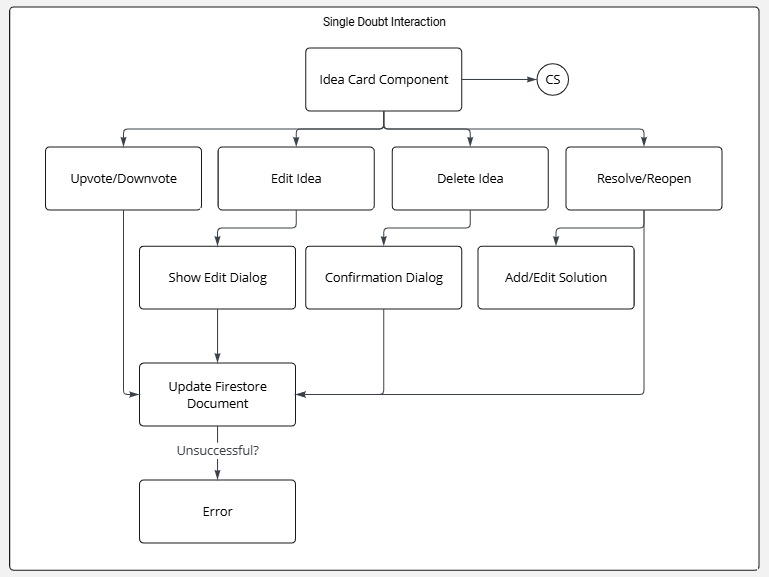 Single Doubt Interaction
Idea Card Component
CS
Upvote/Downvote
Edit Idea
Delete Idea
Resolve/Reopen
Show Edit Dialog
Confirmation Dialog
Add/Edit Solution
Update Firestore
Document
Unsuccessful?
Error